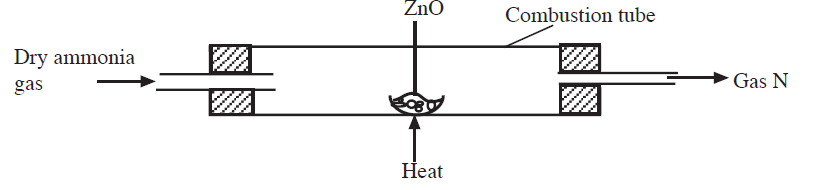 ZnO
Combustion tube
Dry ammonia
gas
Gas N
Heat